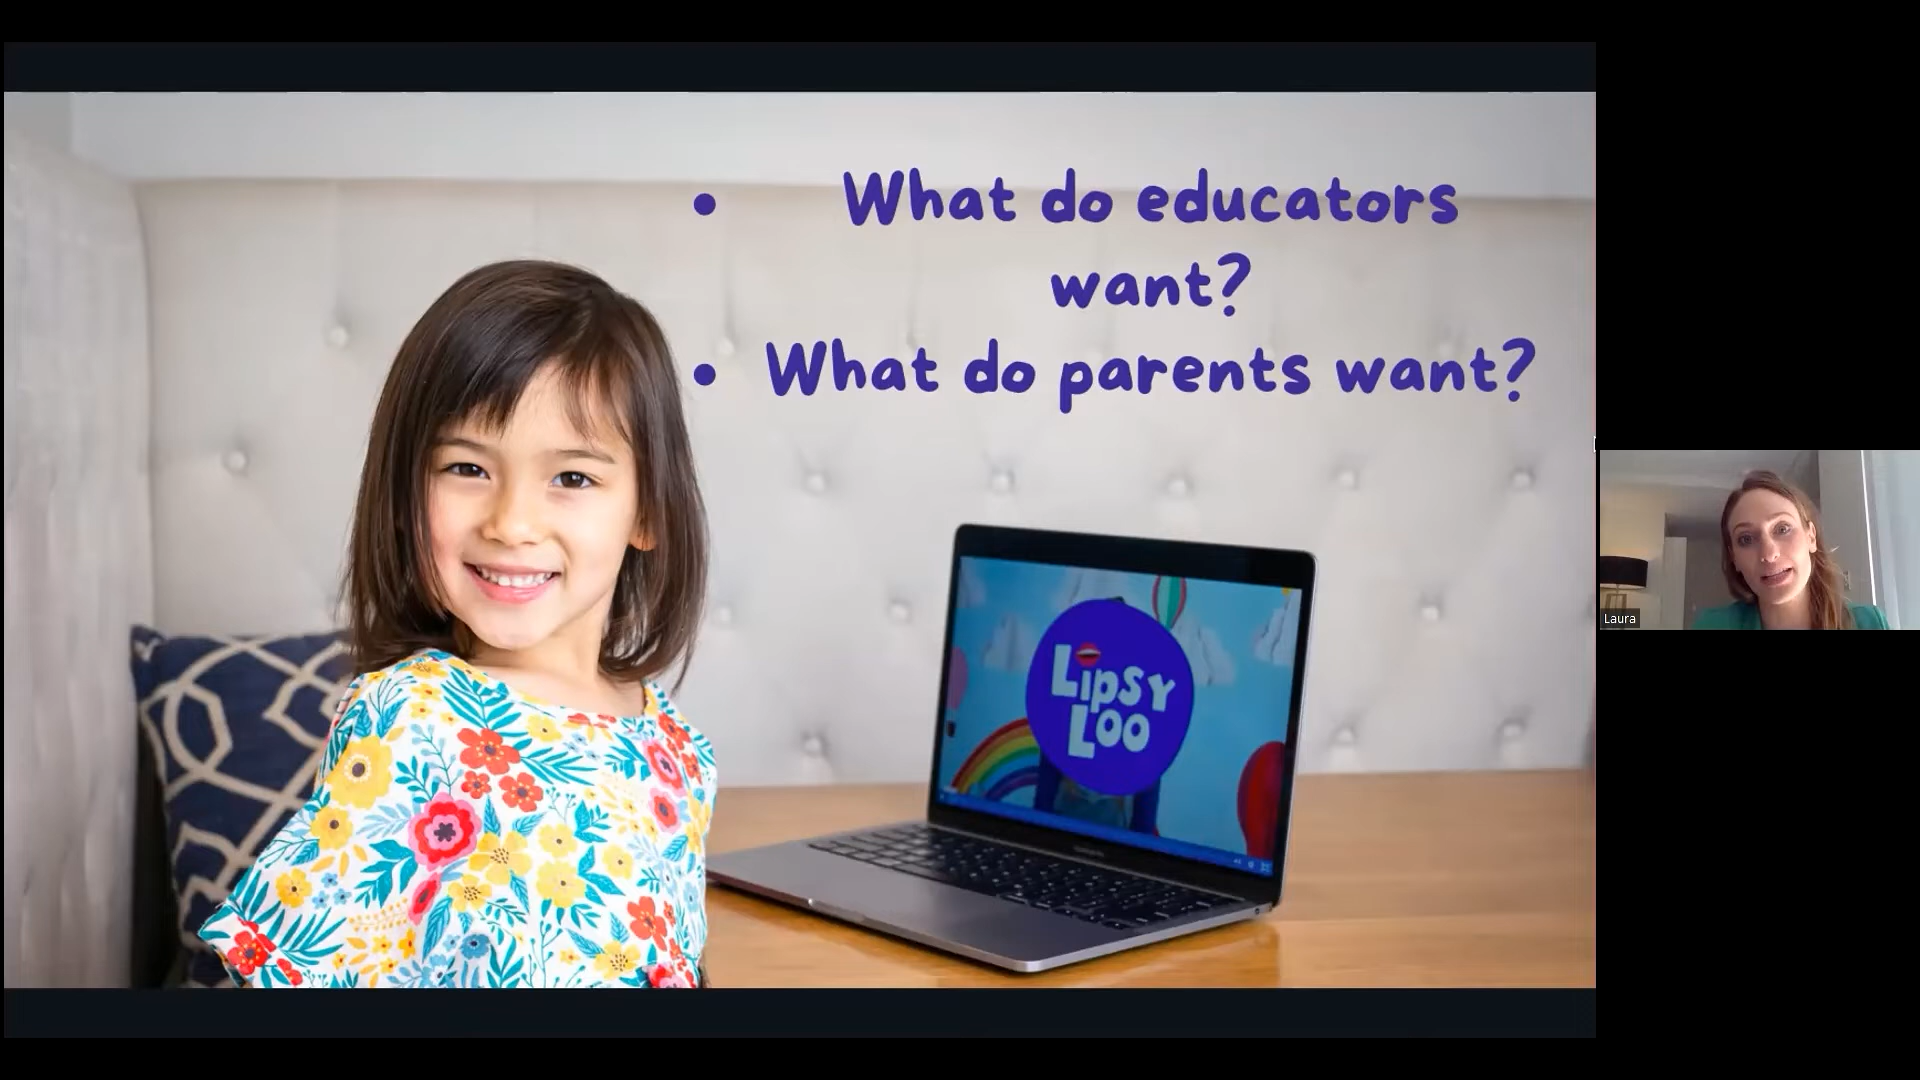 • What do educators
want?
• What do parents want?
Lipsy
Loo
Laura